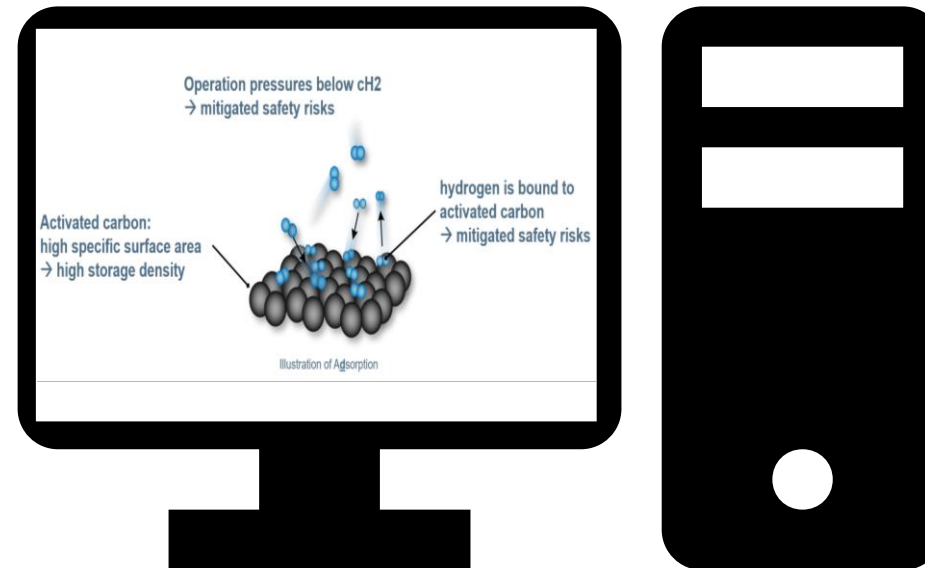 Operation pressures below cH2
→ mitigated safety risks
hydrogen is bound to
activated carbon
→ mitigated safety risks
Activated carbon:
high specific surface area
→ high storage density
Illustration of Adsorption